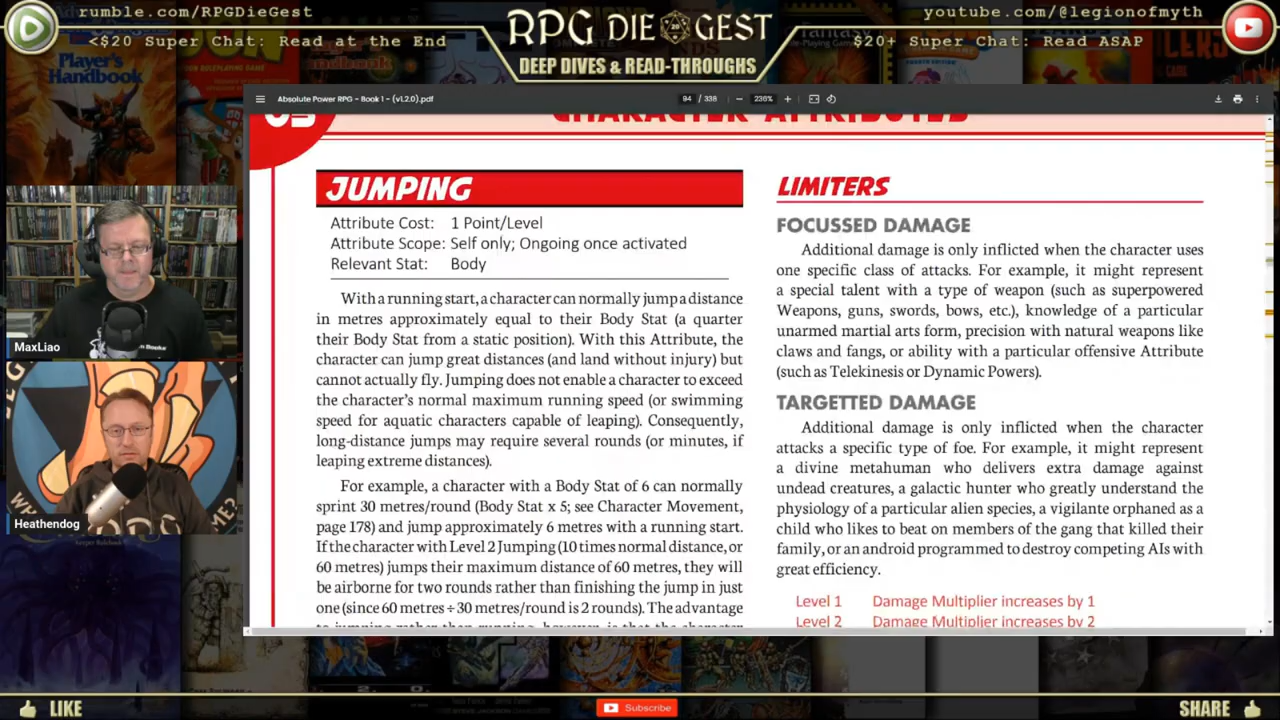 rumble.com/RPGDieGest
<$20 Super Chat: Read at the End
RPG DIE GEST
DEEP DIVES & READ-THROUGHS
youtube.com/@legionofmyth
$20+ Super Chat: Read ASAP
Player's
Handbook
Absolute Power RPG - Book 1 - (v1.2.0).pdf
94 / 338
236%
CHARACTER ATTRIBUTES
JUMPING
Attribute Cost: 1 Point/Level
Attribute Scope: Self only; Ongoing once activated
Relevant Stat: Body
With a running start, a character can normally jump a distance
in metres approximately equal to their Body Stat (a quarter
their Body Stat from a static position). With this Attribute, the
character can jump great distances (and land without injury) but
cannot actually fly. Jumping does not enable a character to exceed
the character's normal maximum running speed (or swimming
speed for aquatic characters capable of leaping). Consequently,
long-distance jumps may require several rounds (or minutes, if
leaping extreme distances).
For example, a character with a Body Stat of 6 can normally
sprint 30 metres/round (Body Stat x 5; see Character Movement,
page 178) and jump approximately 6 metres with a running start.
If the character with Level 2 Jumping (10 times normal distance, or
60 metres) jumps their maximum distance of 60 metres, they will
be airborne for two rounds rather than finishing the jump in just
one (since 60 metres ÷ 30 metres/round is 2 rounds). The advantage
to jumping rather than running, however, is that the character
LIMITERS
FOCUSSED DAMAGE
Additional damage is only inflicted when the character uses
one specific class of attacks. For example, it might represent
a special talent with a type of weapon (such as superpowered
Weapons, guns, swords, bows, etc.), knowledge of a particular
unarmed martial arts form, precision with natural weapons like
claws and fangs, or ability with a particular offensive Attribute
(such as Telekinesis or Dynamic Powers).
TARGETTED DAMAGE
Additional damage is only inflicted when the character
attacks a specific type of foe. For example, it might represent
a divine metahuman who delivers extra damage against
undead creatures, a galactic hunter who greatly understand the
physiology of a particular alien species, a vigilante orphaned as a
child who likes to beat on members of the gang that killed their
family, or an android programmed to destroy competing AIs with
great efficiency.
Level 1 Damage Multiplier increases by 1
Level 2 Damage Multiplier increases by 2
MaxLiao
Heathendog
LIKE
Subscribe
SHARE